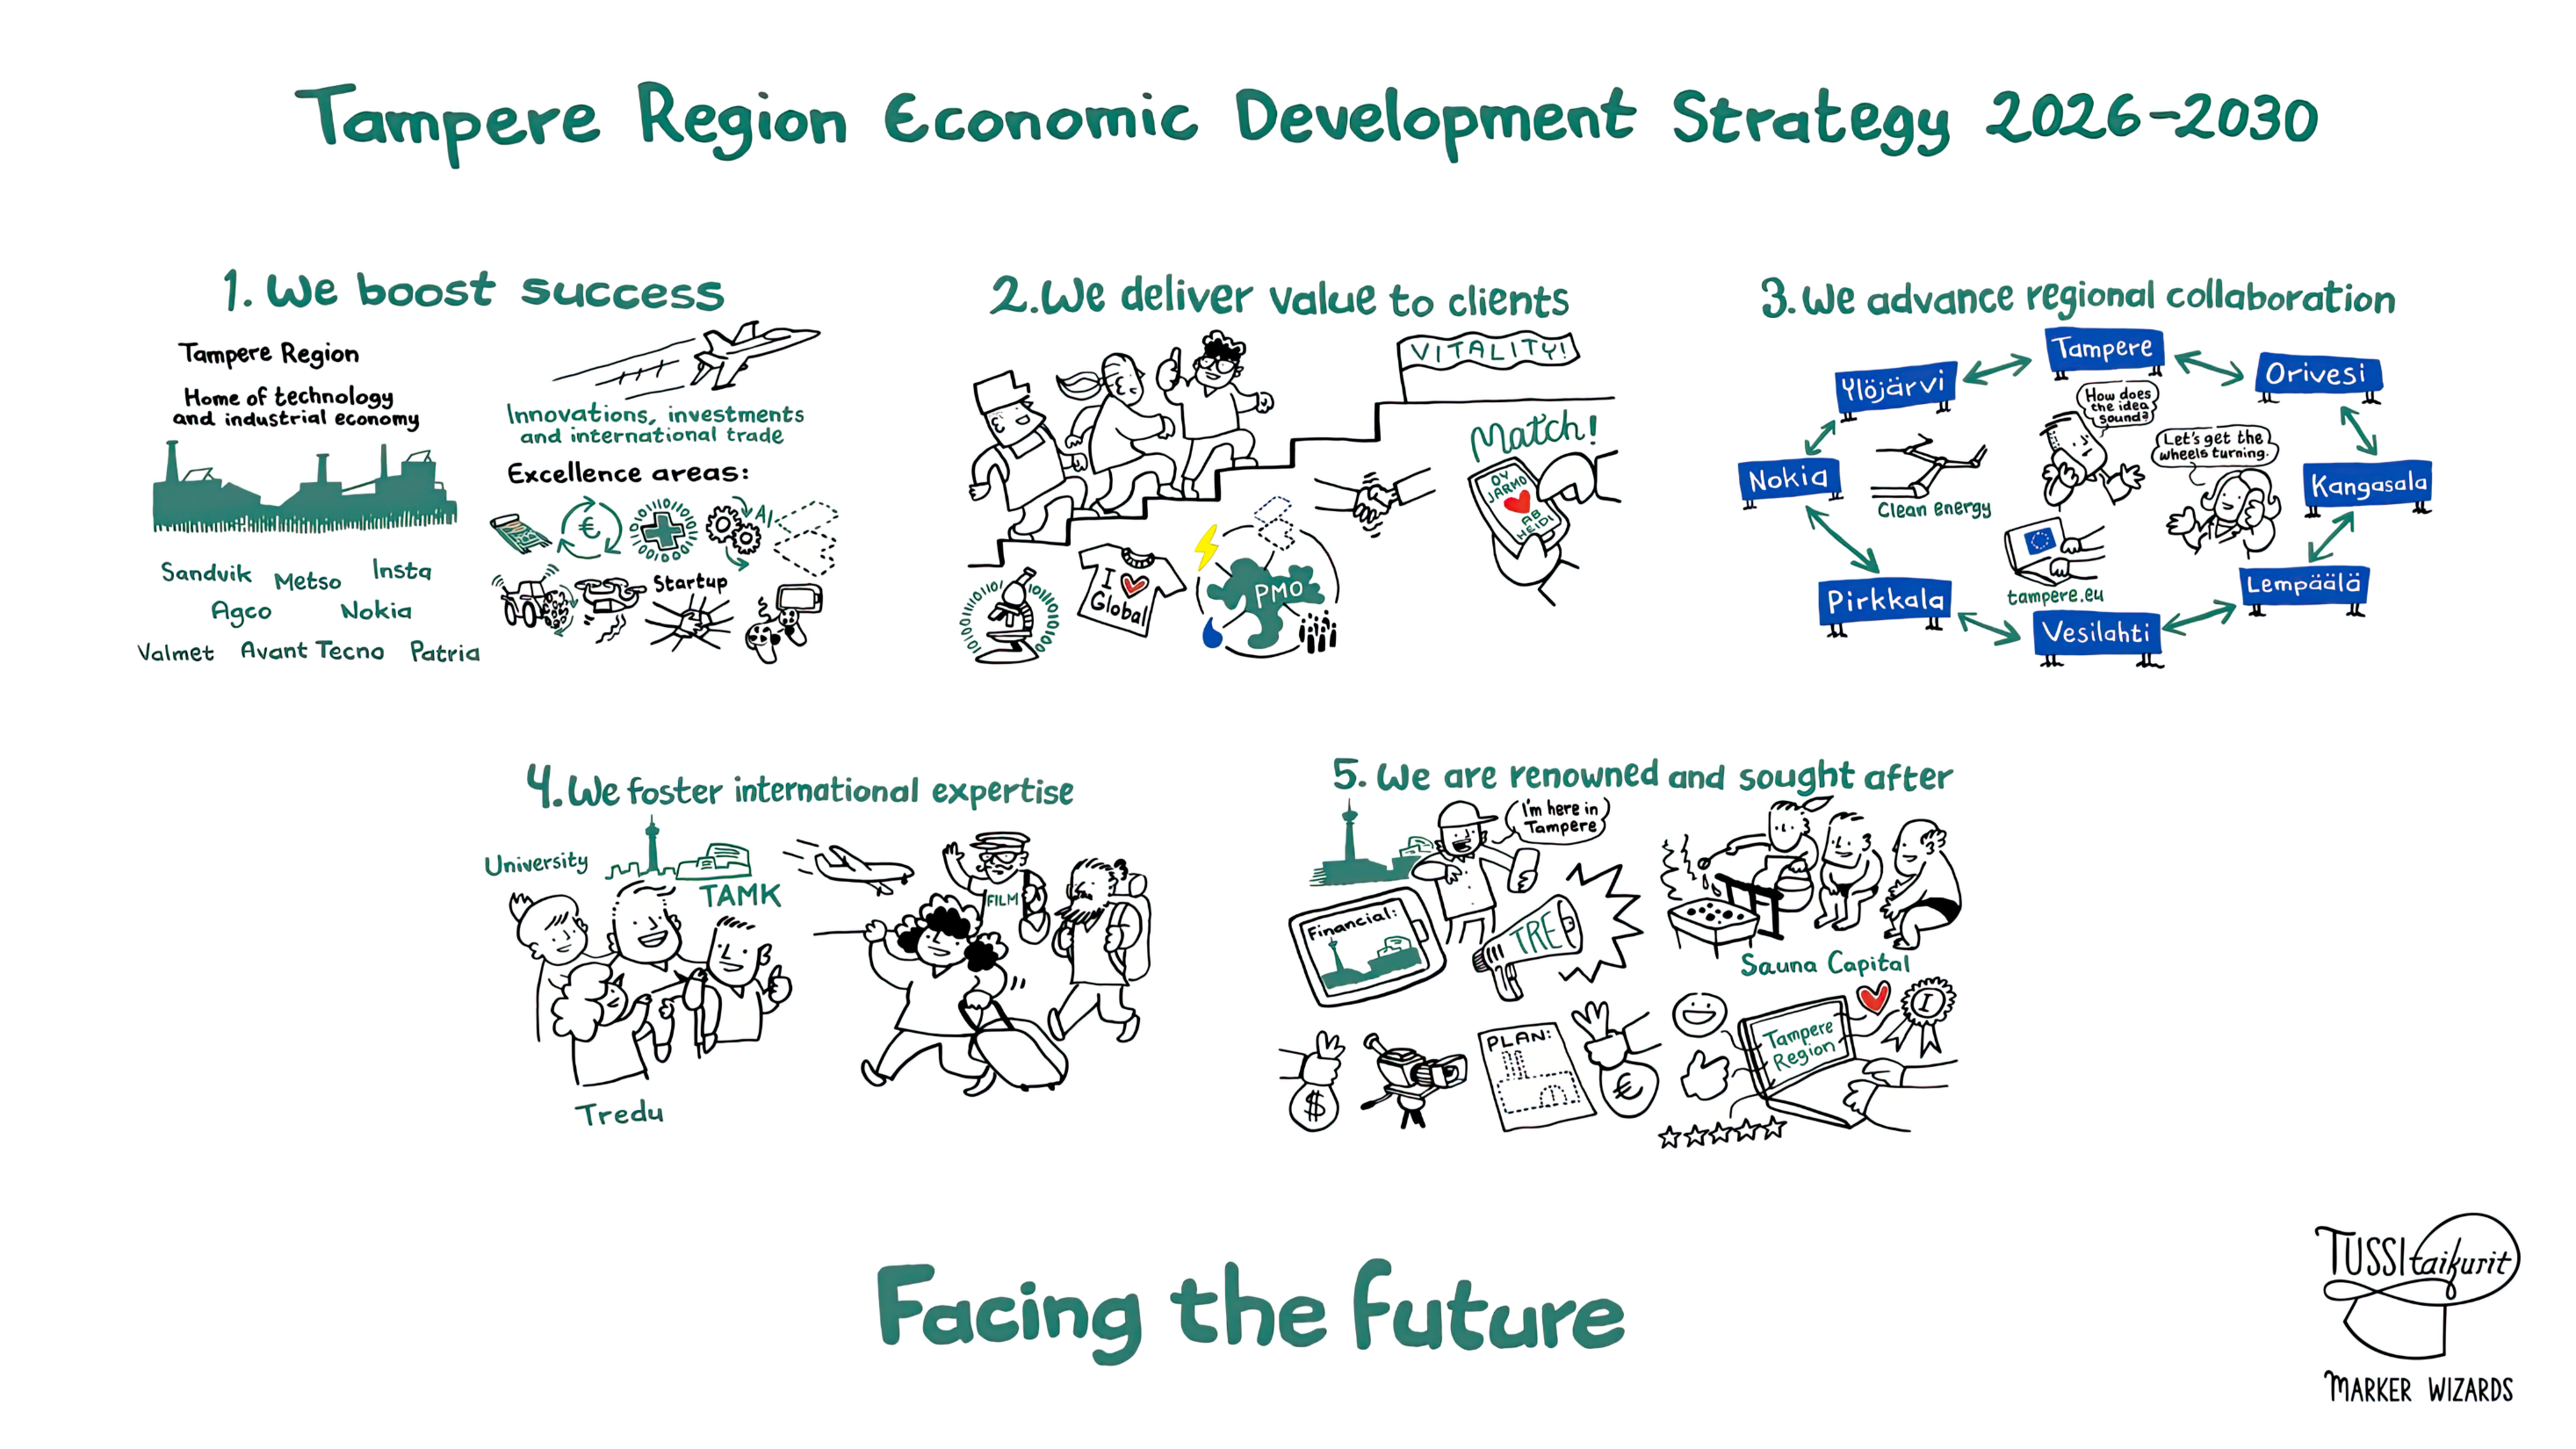 Tampere Region Economic Development Strategy 2026-2030
1. We boost success
Tampere Region
Home of technology
and industrial economy
Sandvik Metso Insta
Agco Nokia
Valmet Avant Tecno Patria
Innovations, investments
and international trade
Excellence areas:
€
AI
Startup
2. We deliver value to clients
VITALITY!
Match!
OY
JARMO
AB
HEIDI
I
Global
PMO
3. We advance regional collaboration
Tampere
Orivesi
Kangasala
Lempäälä
Vesilahti
Pirkkala
Nokia
Ylöjärvi
How does
the idea
sound?
Let's get the
wheels turning.
Clean energy
tampere.eu
4. We foster international expertise
University
TAMK
Tredu
FILM
5. We are renowned and sought after
I'm here in
Tampere
Financial:
TRE
Sauna Capital
$
PLAN:
€
Tampere
Region
I
Facing the future
TUSSItaikurit
MARKER WIZARDS